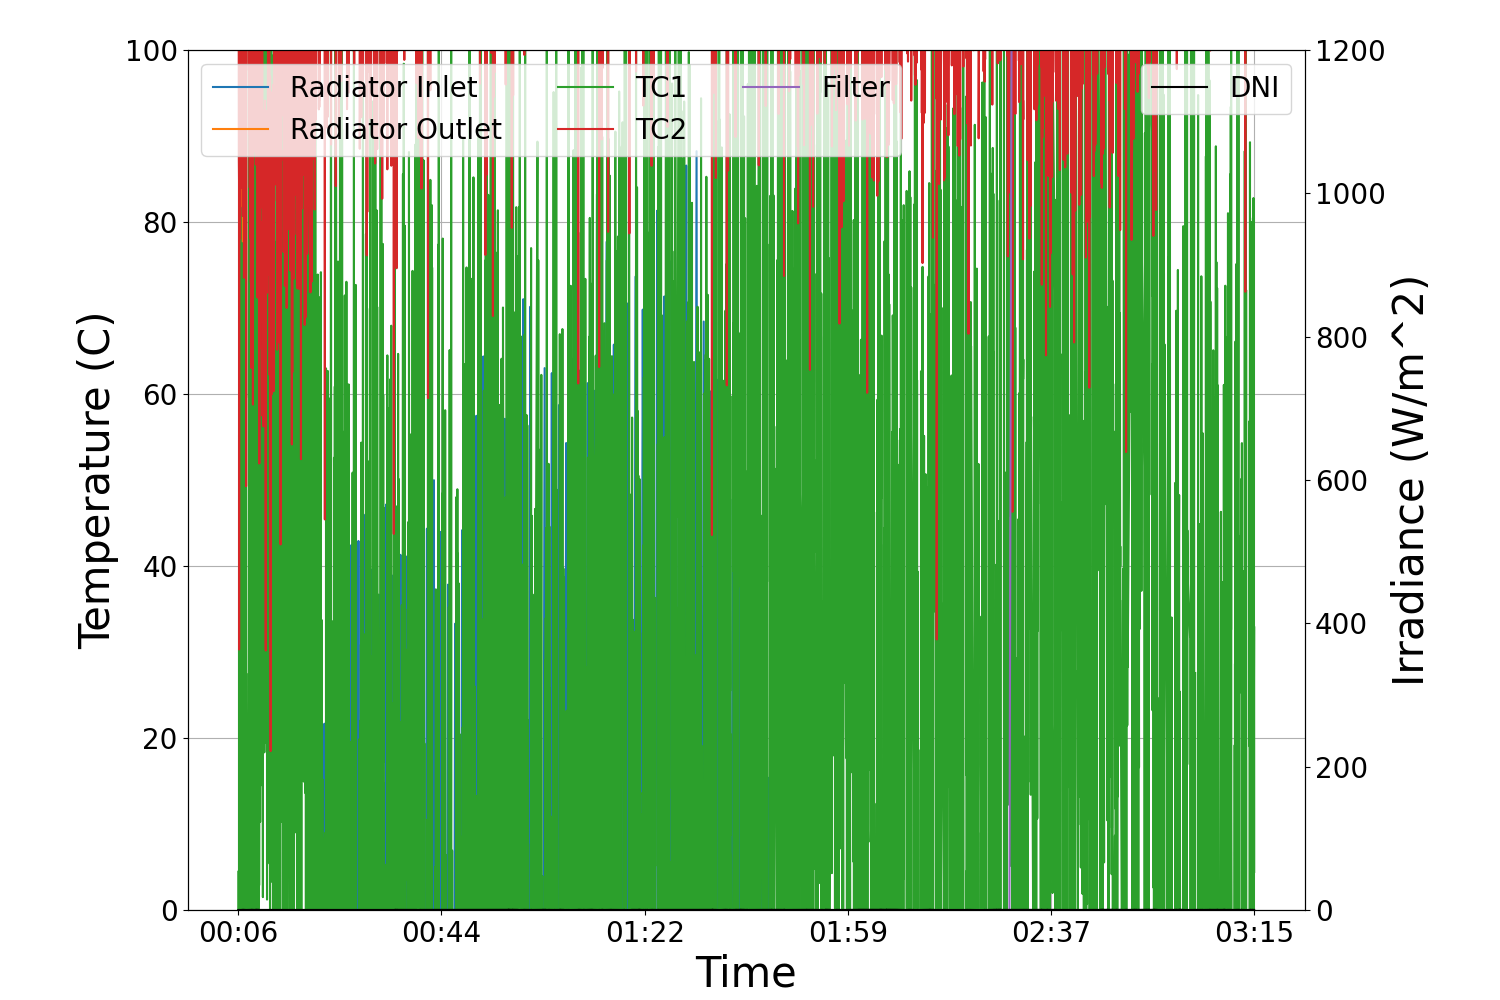 100
80
60
40
20
0
Temperature (C)
Radiator Inlet
Radiator Outlet
TC1
TC2
Filter
DNI
1200
1000
800
600
400
200
0
Irradiance (W/m^2)
00:06
00:44
01:22
01:59
02:37
03:15
Time